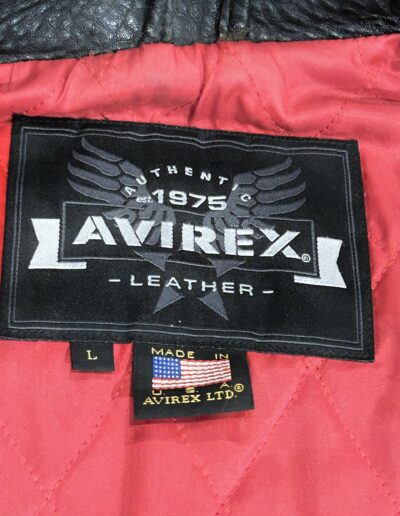 AUTHENTIC
est. 1975
AVIREX®
- LEATHER -
L
MADE IN
U. S. A
AVIREX LTD.®